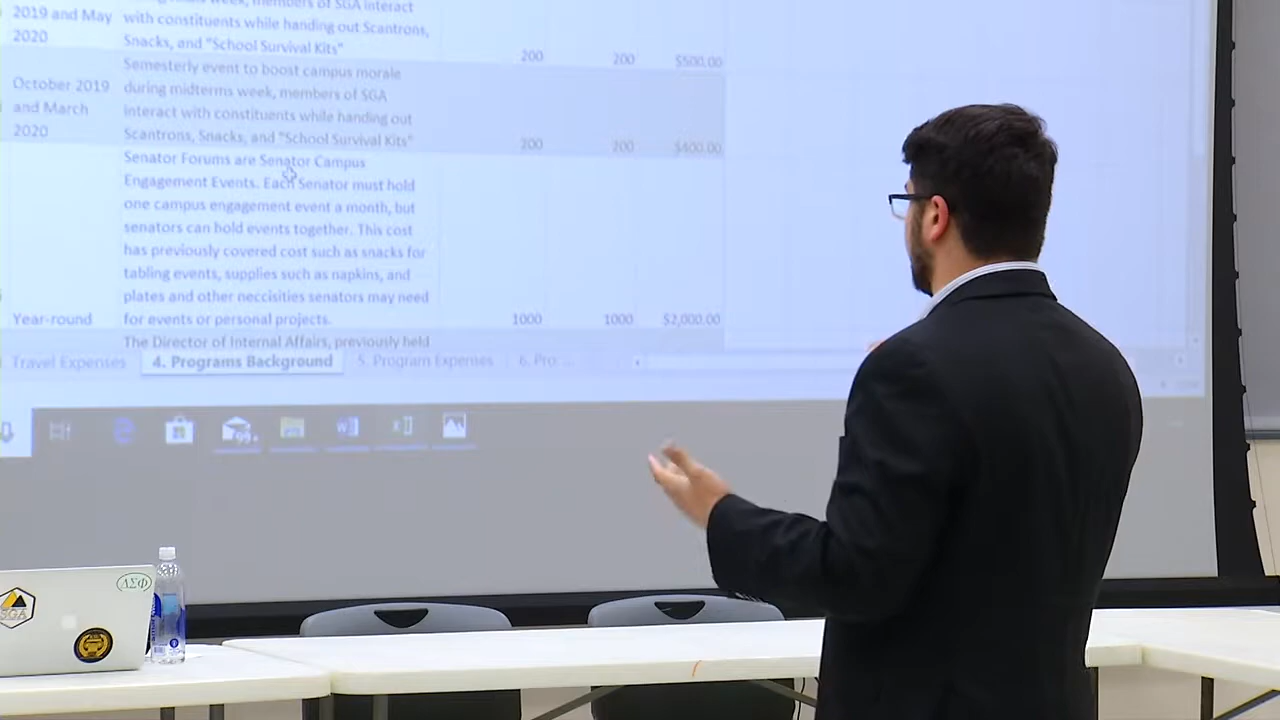 2019 and May
2020
with constituents while handing out Scantrons,
Snacks, and "School Survival Kits"
200 200 $500.00
October 2019
and March
2020
Semesterly event to boost campus morale
during midterms week, members of SGA
interact with constituents while handing out
Scantrons, Snacks, and "School Survival Kits"
200 200 $400.00
Year-round
Senator Forums are Senator Campus
Engagement Events. Each Senator must hold
one campus engagement event a month, but
senators can hold events together. This cost
has previously covered cost such as snacks for
tabling events, supplies such as napkins, and
plates and other neccisities senators may need
for events or personal projects.
1000 1000 $2,000.00
The Director of Internal Affairs, previously held
Travel Expenses 4. Programs Background 5. Program Expenses 6. Pro ...
99+
ΛΣΦ
SGA